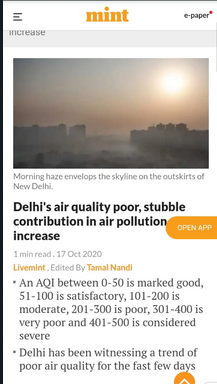 mint
e-paper
increase
Morning haze envelops the skyline on the outskirts of
New Delhi.
Delhi's air quality poor, stubble
contribution in air pollution
increase
OPEN APP
1 min read . 17 Oct 2020
Livemint , Edited By Tamal Nandi
• An AQI between 0-50 is marked good,
51-100 is satisfactory, 101-200 is
moderate, 201-300 is poor, 301-400 is
very poor and 401-500 is considered
severe
• Delhi has been witnessing a trend of
poor air quality for the fast few days